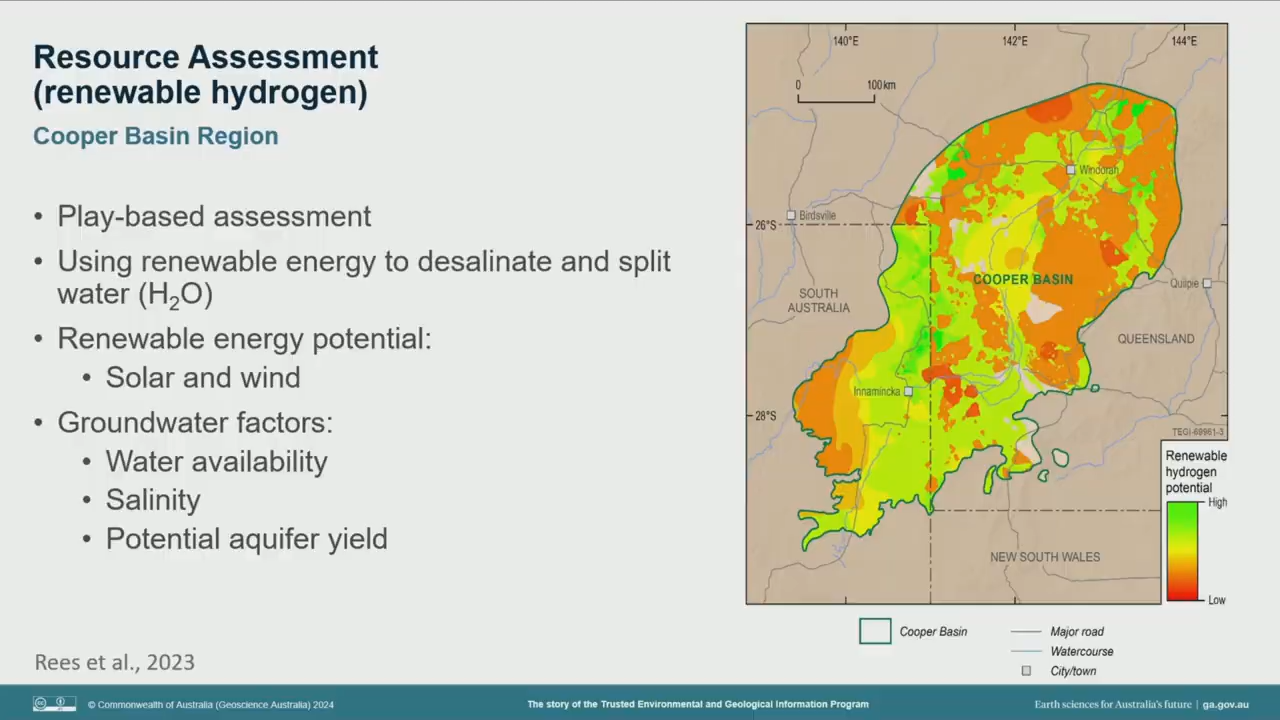 Resource Assessment
(renewable hydrogen)
Cooper Basin Region
• Play-based assessment
• Using renewable energy to desalinate and split
water (H₂O)
• Renewable energy potential:
• Solar and wind
• Groundwater factors:
• Water availability
• Salinity
• Potential aquifer yield
Rees et al., 2023
140°E 142°E 144°E
0 100 km
Windorah
Birdsville
26°S
COOPER BASIN
Quilpie
SOUTH
AUSTRALIA
QUEENSLAND
Innamincka
28°S
TEGI-69961-3
NEW SOUTH WALES
Renewable
hydrogen
potential
High
Low
Cooper Basin
Major road
Watercourse
City/town
© Commonwealth of Australia (Geoscience Australia) 2024
The story of the Trusted Environmental and Geological Information Program
Earth sciences for Australia's future | ga.gov.au